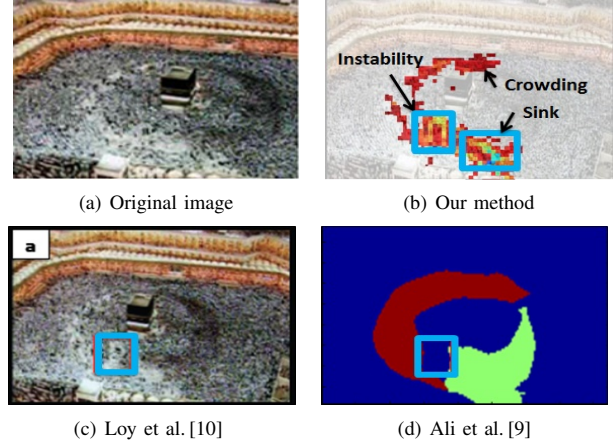 Instability
Crowding
Sink
(a) Original image
(b) Our method
a
(c) Loy et al. [10]
(d) Ali et al. [9]